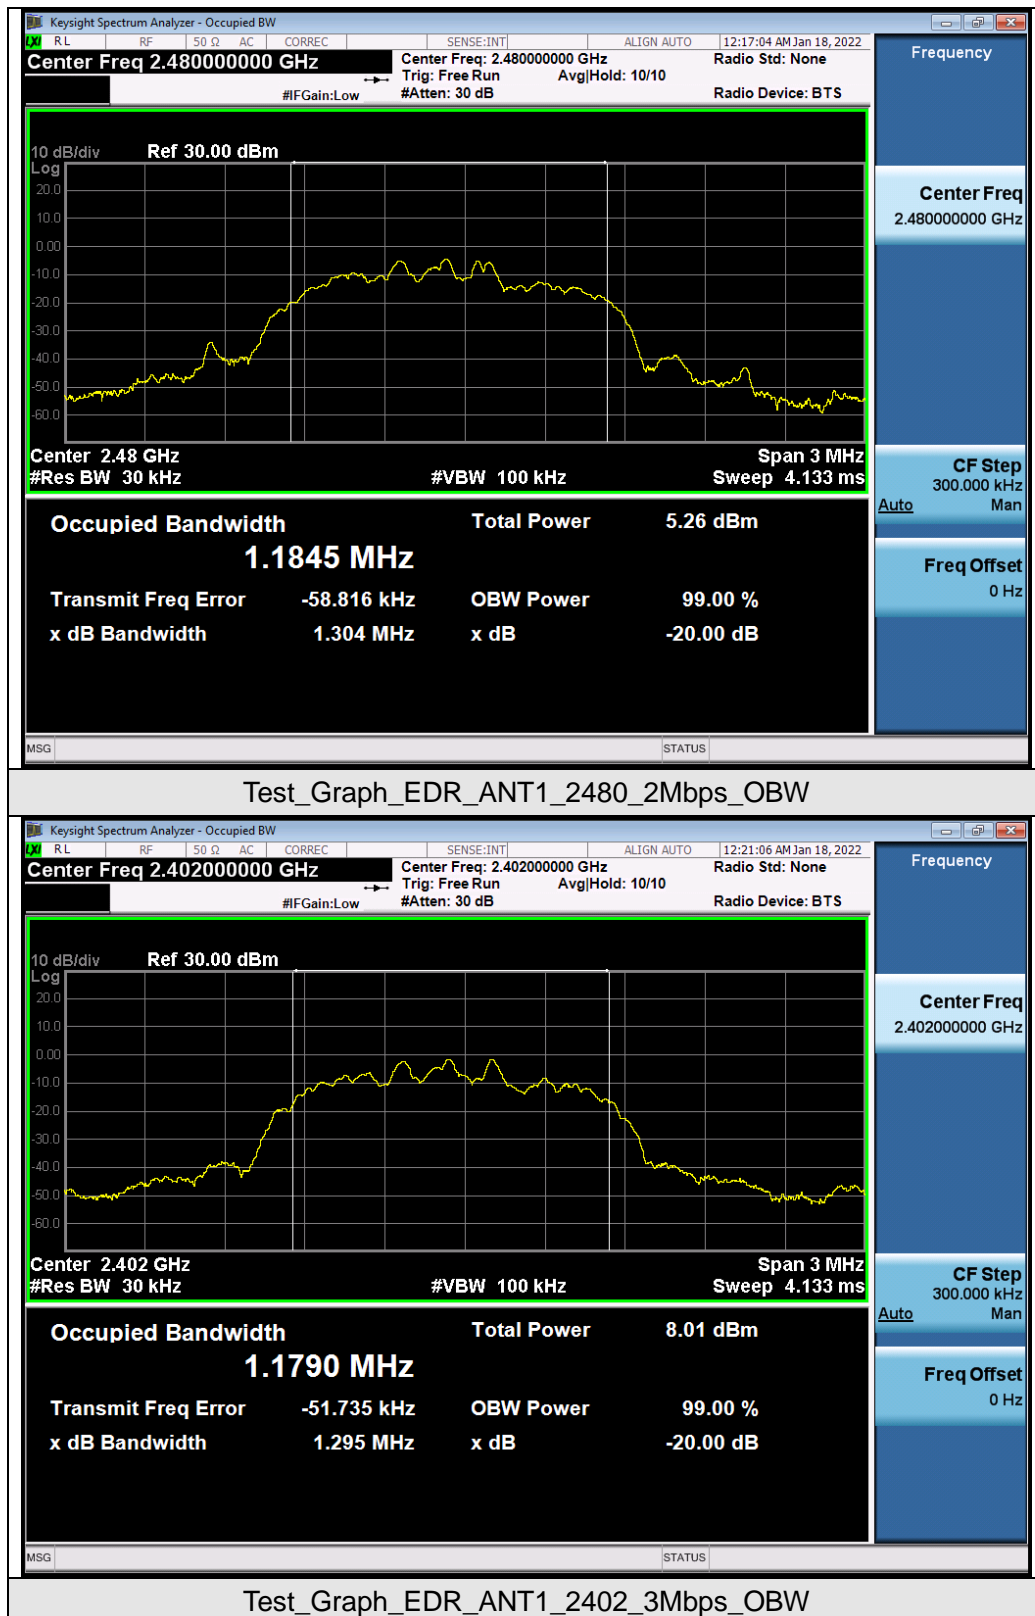 Keysight Spectrum Analyzer - Occupied BW
LXI RL RF 50 Ω AC CORREC SENSE:INT ALIGN AUTO 12:17:04 AM Jan 18, 2022
Center Freq 2.480000000 GHz
Center Freq: 2.480000000 GHz Radio Std: None
Trig: Free Run Avg|Hold: 10/10
#IFGain:Low #Atten: 30 dB Radio Device: BTS
Frequency
10 dB/div Ref 30.00 dBm
Log
20.0
10.0
0.00
-10.0
-20.0
-30.0
-40.0
-50.0
-60.0
Center 2.48 GHz Span 3 MHz
#Res BW 30 kHz #VBW 100 kHz Sweep 4.133 ms
Center Freq
2.480000000 GHz
CF Step
300.000 kHz
Auto Man
Freq Offset
0 Hz
Occupied Bandwidth Total Power 5.26 dBm
1.1845 MHz
Transmit Freq Error -58.816 kHz OBW Power 99.00 %
x dB Bandwidth 1.304 MHz x dB -20.00 dB
MSG STATUS
Test_Graph_EDR_ANT1_2480_2Mbps_OBW
Keysight Spectrum Analyzer - Occupied BW
LXI RL RF 50 Ω AC CORREC SENSE:INT ALIGN AUTO 12:21:06 AM Jan 18, 2022
Center Freq 2.402000000 GHz
Center Freq: 2.402000000 GHz Radio Std: None
Trig: Free Run Avg|Hold: 10/10
#IFGain:Low #Atten: 30 dB Radio Device: BTS
Frequency
10 dB/div Ref 30.00 dBm
Log
20.0
10.0
0.00
-10.0
-20.0
-30.0
-40.0
-50.0
-60.0
Center 2.402 GHz Span 3 MHz
#Res BW 30 kHz #VBW 100 kHz Sweep 4.133 ms
Center Freq
2.402000000 GHz
CF Step
300.000 kHz
Auto Man
Freq Offset
0 Hz
Occupied Bandwidth Total Power 8.01 dBm
1.1790 MHz
Transmit Freq Error -51.735 kHz OBW Power 99.00 %
x dB Bandwidth 1.295 MHz x dB -20.00 dB
MSG STATUS
Test_Graph_EDR_ANT1_2402_3Mbps_OBW